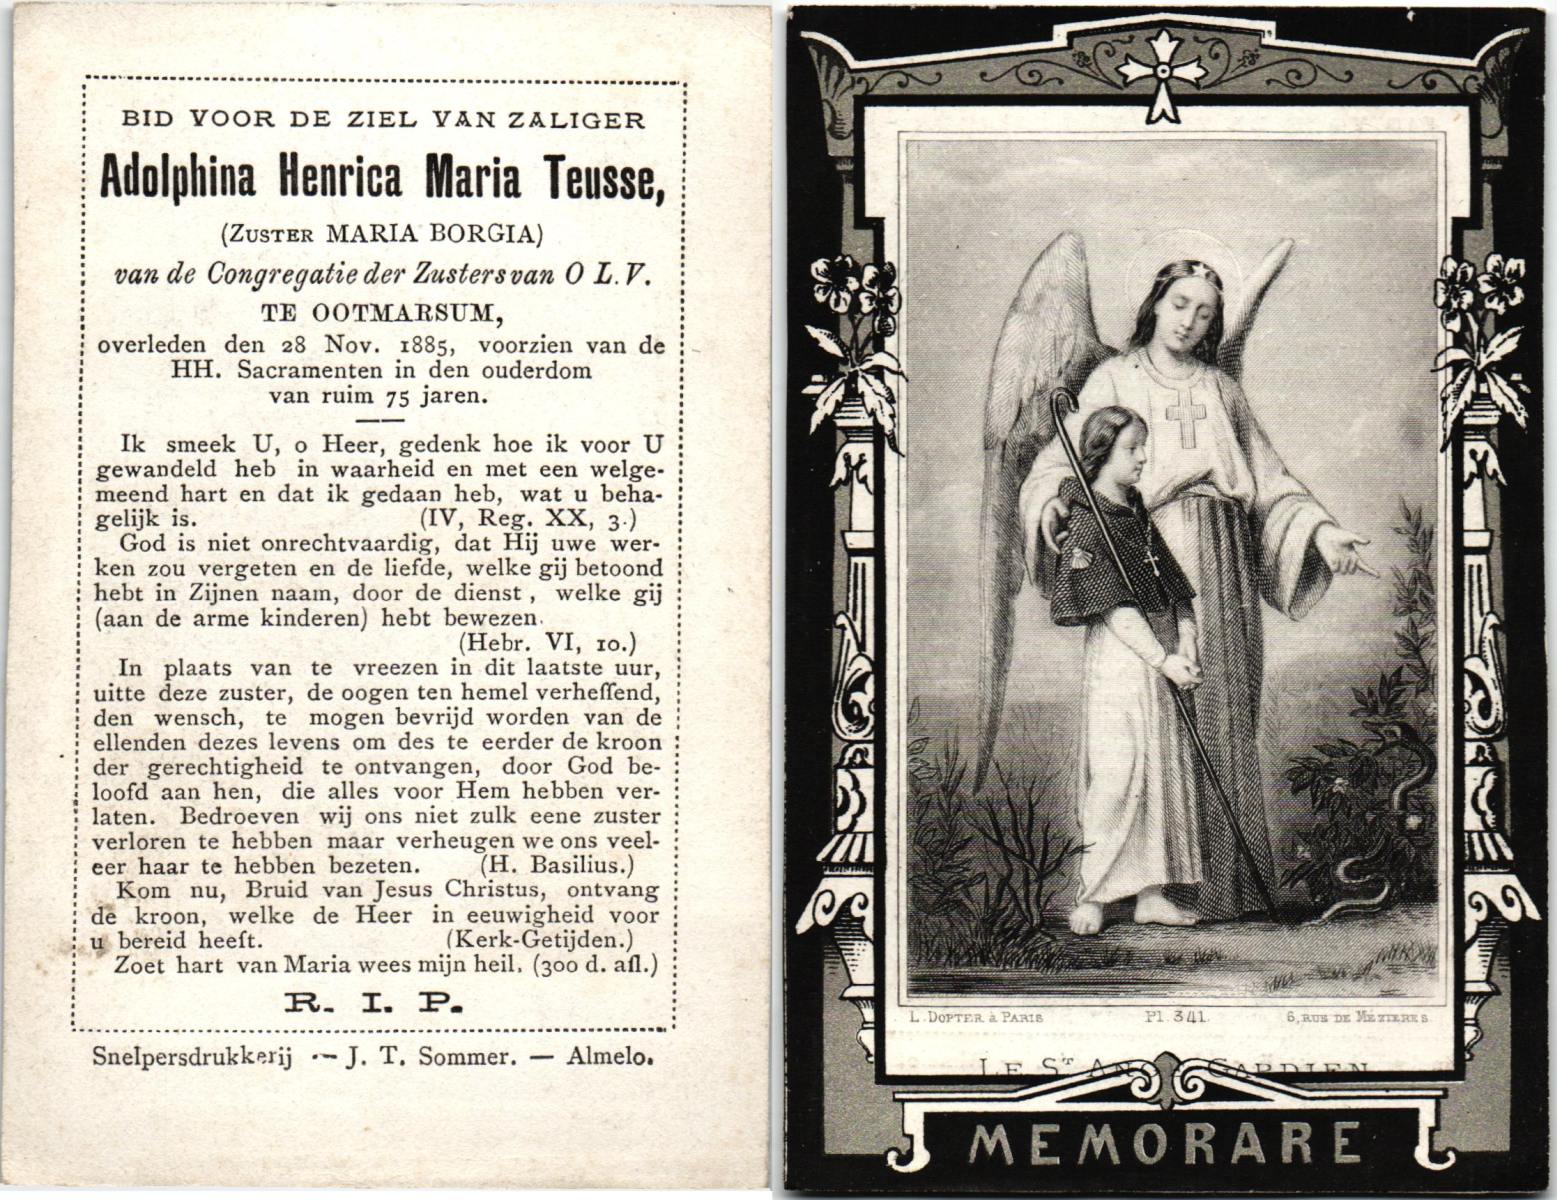 BID VOOR DE ZIEL VAN ZALIGER
Adolphina Henrica Maria Teusse,
(ZUSTER MARIA BORGIA)
van de Congregatie der Zusters van O L. V.
TE OOTMARSUM,
overleden den 28 Nov. 1885, voorzien van de
HH. Sacramenten in den ouderdom
van ruim 75 jaren.
Ik smeek U, o Heer, gedenk hoe ik voor U
gewandeld heb in waarheid en met een welge-
meend hart en dat ik gedaan heb, wat u beha-
gelijk is. (IV, Reg. XX, 3.)
God is niet onrechtvaardig, dat Hij uwe wer-
ken zou vergeten en de liefde, welke gij betoond
hebt in Zijnen naam, door de dienst, welke gij
(aan de arme kinderen) hebt bewezen.
(Hebr. VI, 10.)
In plaats van te vreezen in dit laatste uur,
uitte deze zuster, de oogen ten hemel verheffend,
den wensch, te mogen bevrijd worden van de
ellenden dezes levens om des te eerder de kroon
der gerechtigheid te ontvangen, door God be-
loofd aan hen, die alles voor Hem hebben ver-
laten. Bedroeven wij ons niet zulk eene zuster
verloren te hebben maar verheugen we ons veel-
eer haar te hebben bezeten. (H. Basilius.)
Kom nu, Bruid van Jesus Christus, ontvang
de kroon, welke de Heer in eeuwigheid voor
u bereid heeft. (Kerk-Getijden.)
Zoet hart van Maria wees mijn heil. (300 d. afl.)
R. I. P.
Snelpersdrukkerij — J. T. Sommer. — Almelo.
L. DOPTER à PARIS Pl. 341. 6, RUE DE MÉZIERES
LE ST ANGE GARDIEN
MEMORARE